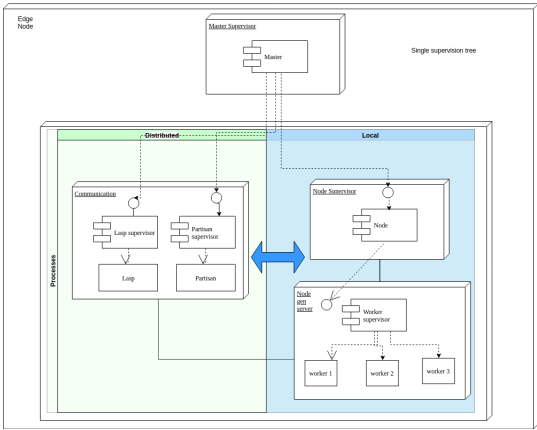 Edge
Node
Master Supervisor
Master
Single supervision tree
Distributed
Local
Processes
Communication
Lasp supervisor
Partisan
supervisor
Lasp
Partisan
Node Supervisor
Node
Node
gen
server
Worker
supervisor
worker 1
worker 2
worker 3